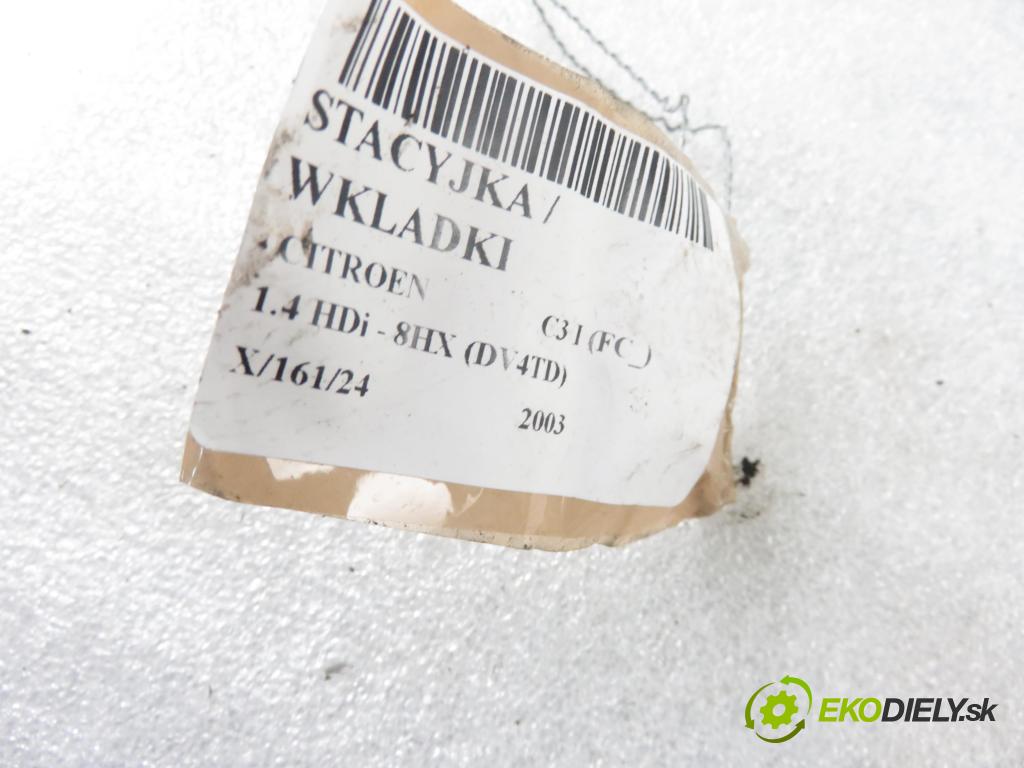 STACYJKA /
WKLADKI
CITROEN C3 I (FC_)
1.4 HDi - 8HX (DV4TD)
X/161/24 2003
EKODIELY.sk